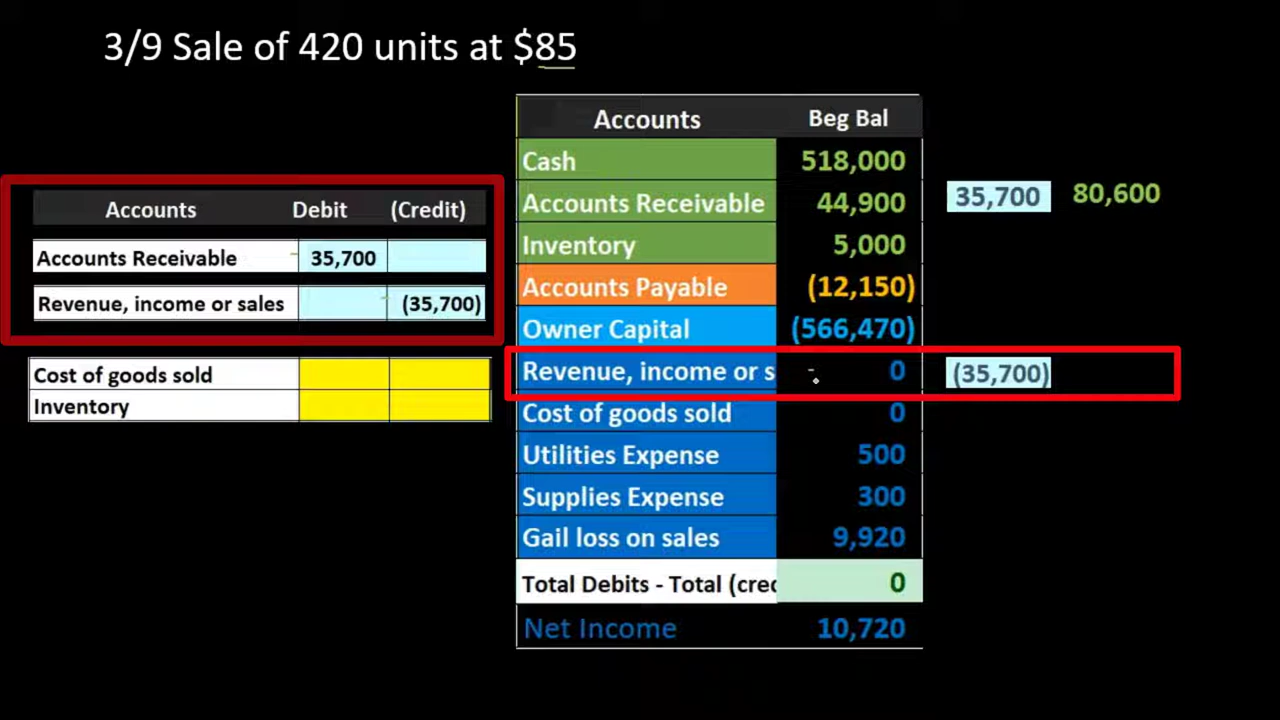 3/9 Sale of 420 units at $85
Accounts Debit (Credit)
Accounts Receivable 35,700
Revenue, income or sales (35,700)
Cost of goods sold
Inventory
Accounts Beg Bal
Cash 518,000
Accounts Receivable 44,900 35,700 80,600
Inventory 5,000
Accounts Payable (12,150)
Owner Capital (566,470)
Revenue, income or s 0 (35,700)
Cost of goods sold 0
Utilities Expense 500
Supplies Expense 300
Gail loss on sales 9,920
Total Debits - Total (cred 0
Net Income 10,720